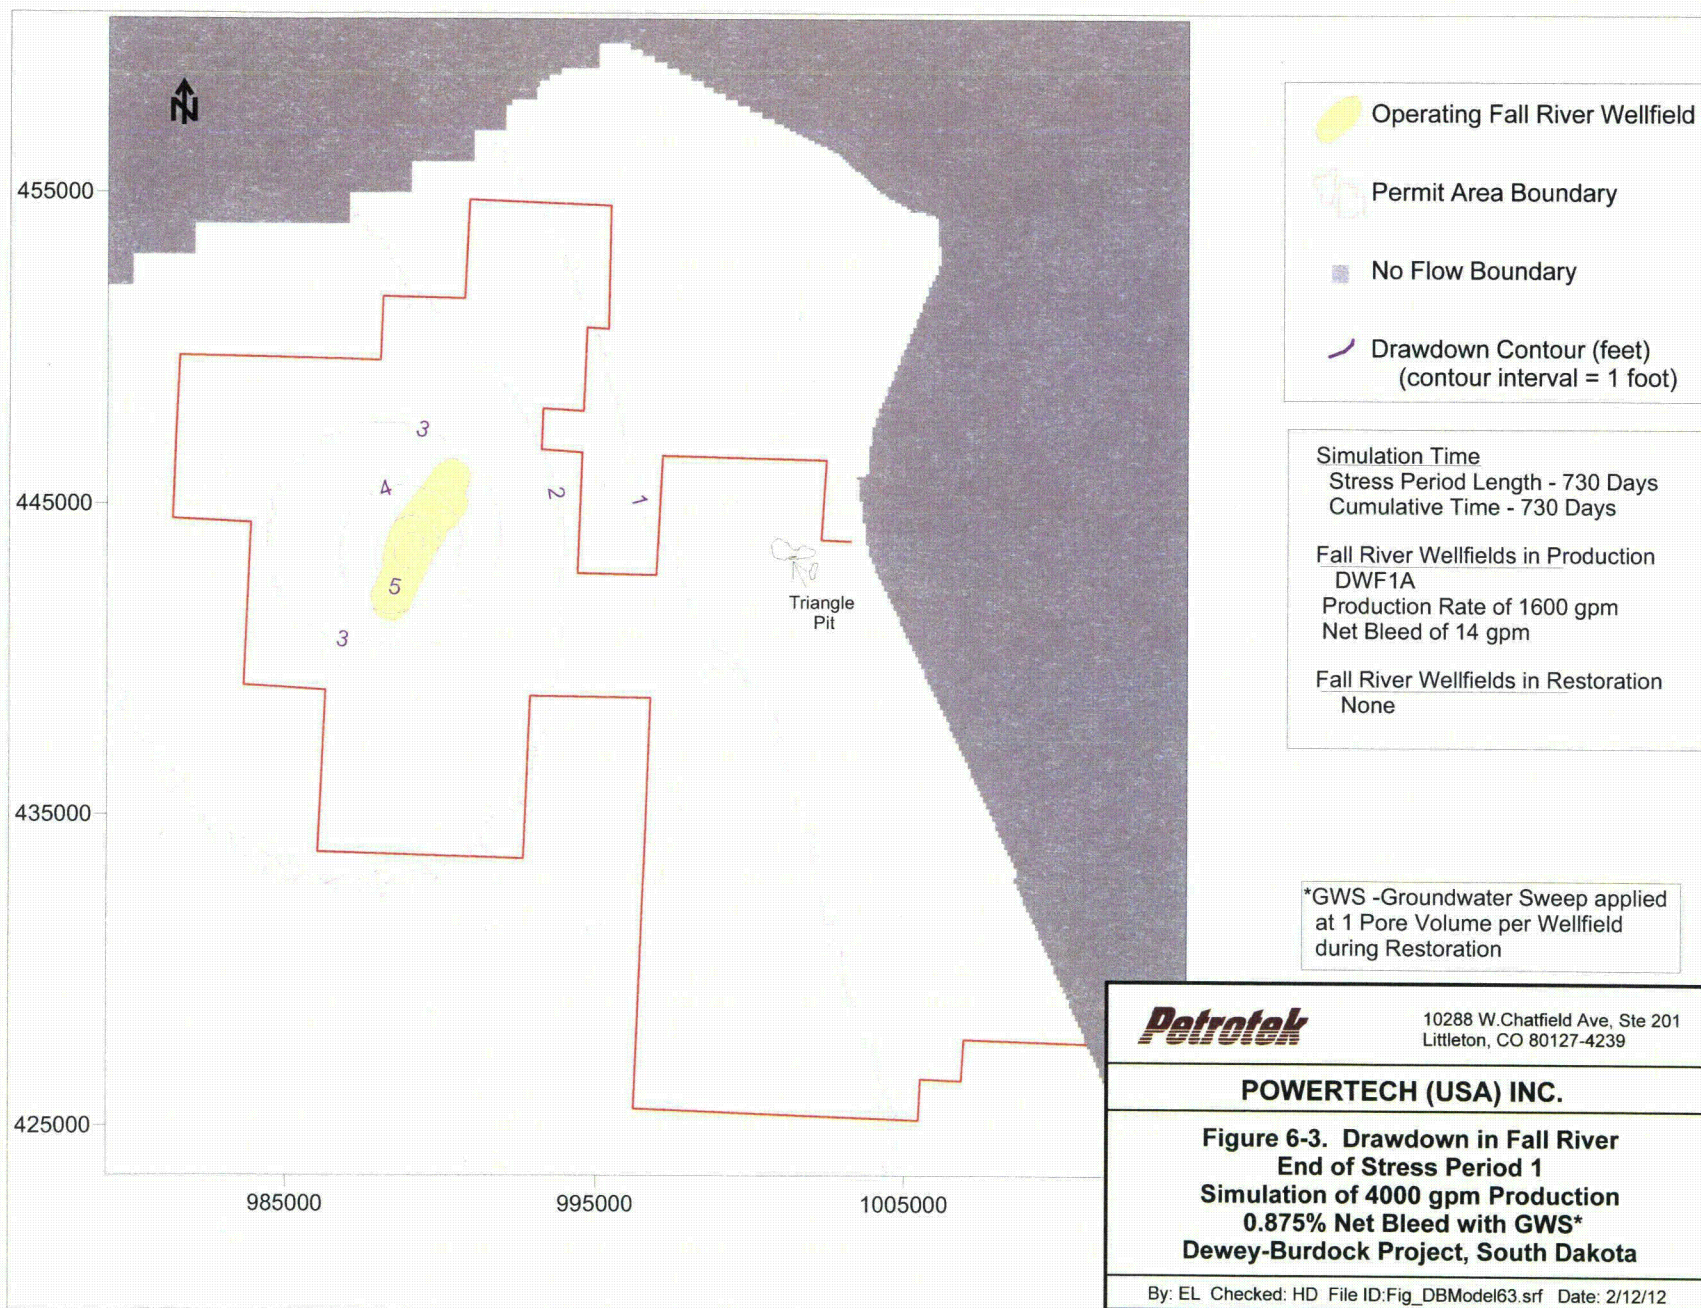 N
455000
445000
435000
425000
985000
995000
1005000
3
4
5
3
2
1
Triangle
Pit
Operating Fall River Wellfield
Permit Area Boundary
No Flow Boundary
Drawdown Contour (feet)
(contour interval = 1 foot)
Simulation Time
Stress Period Length - 730 Days
Cumulative Time - 730 Days
Fall River Wellfields in Production
DWF1A
Production Rate of 1600 gpm
Net Bleed of 14 gpm
Fall River Wellfields in Restoration
None
*GWS -Groundwater Sweep applied
at 1 Pore Volume per Wellfield
during Restoration
Petrotek
10288 W.Chatfield Ave, Ste 201
Littleton, CO 80127-4239
POWERTECH (USA) INC.
Figure 6-3. Drawdown in Fall River
End of Stress Period 1
Simulation of 4000 gpm Production
0.875% Net Bleed with GWS*
Dewey-Burdock Project, South Dakota
By: EL Checked: HD File ID:Fig_DBModel63.srf Date: 2/12/12